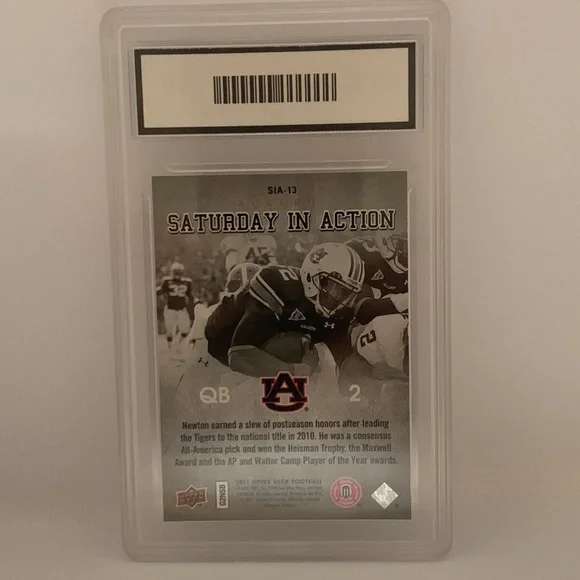 SIA-13
SATURDAY IN ACTION
QB
AU
2
Newton earned a slew of postseason honors after leading
the Tigers to the national title in 2010. He was a consensus
All-America pick and won the Heisman Trophy, the Maxwell
Award and the AP and Walter Camp Player of the Year awards.
2011 UPPER DECK FOOTBALL